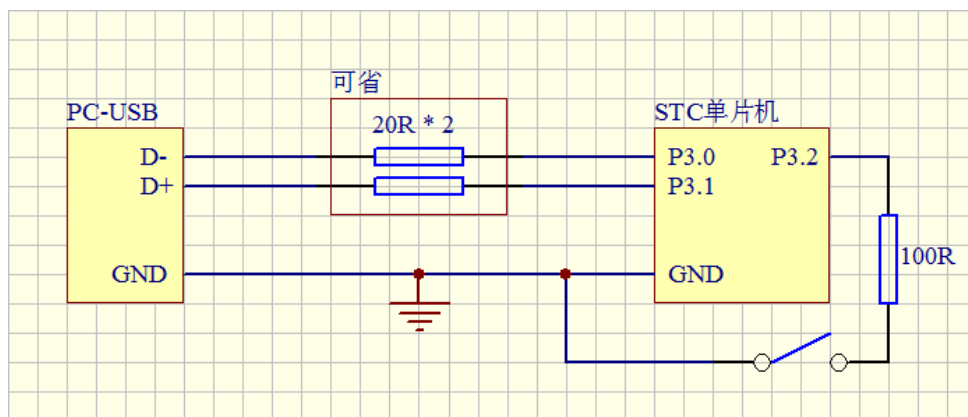 可省
PC-USB
20R * 2
STC单片机
D-
P3.0
P3.2
D+
P3.1
100R
GND
GND